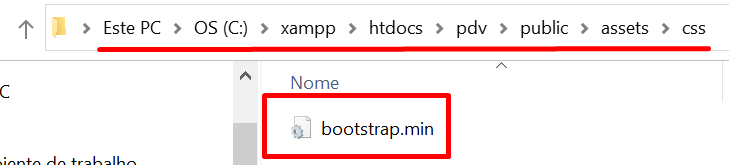 Este PC > OS (C:) > xampp > htdocs > pdv > public > assets > css
Nome
C
bootstrap.min